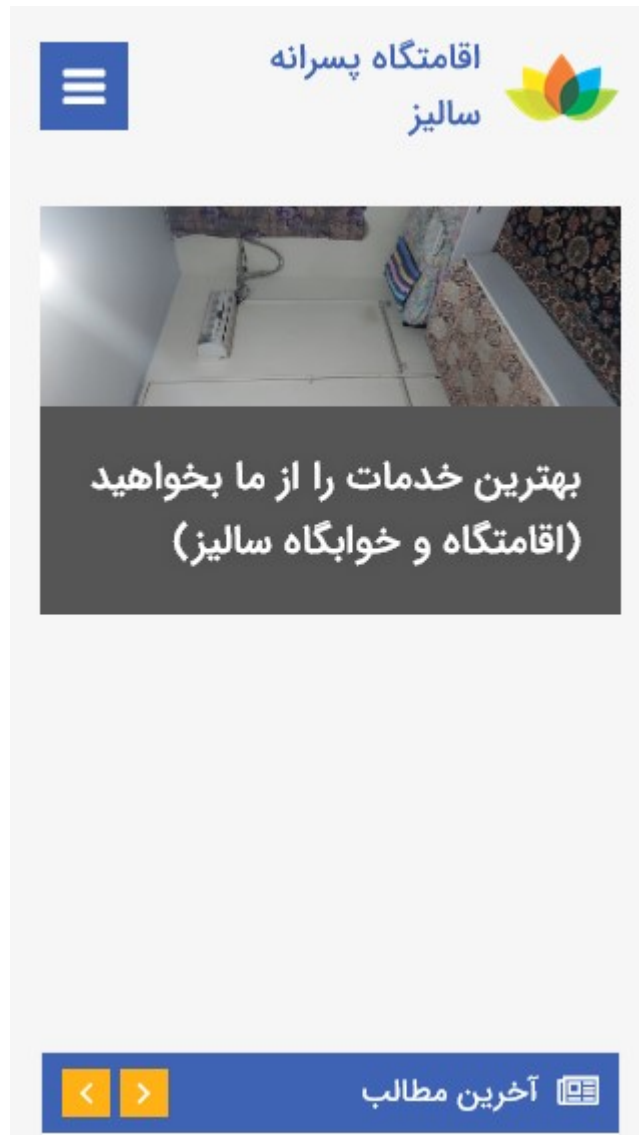 اقامتگاه پسرانه
سالیز
بهترین خدمات را از ما بخواهید
(اقامتگاه و خوابگاه سالیز)
آخرین مطالب